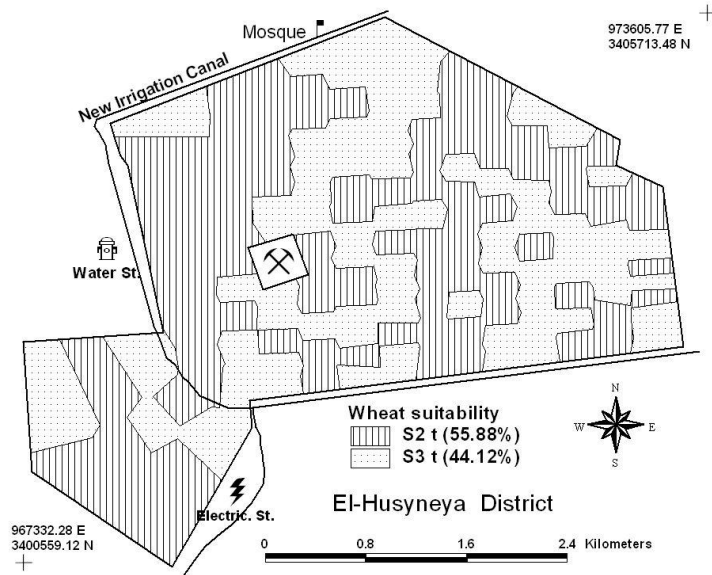 Mosque
973605.77 E
3405713.48 N
New Irrigation Canal
Water St.
Wheat suitability
S2 t (55.88%)
S3 t (44.12%)
N
W
E
S
Electric. St.
El-Husyneya District
967332.28 E
3400559.12 N
0 0.8 1.6 2.4 Kilometers